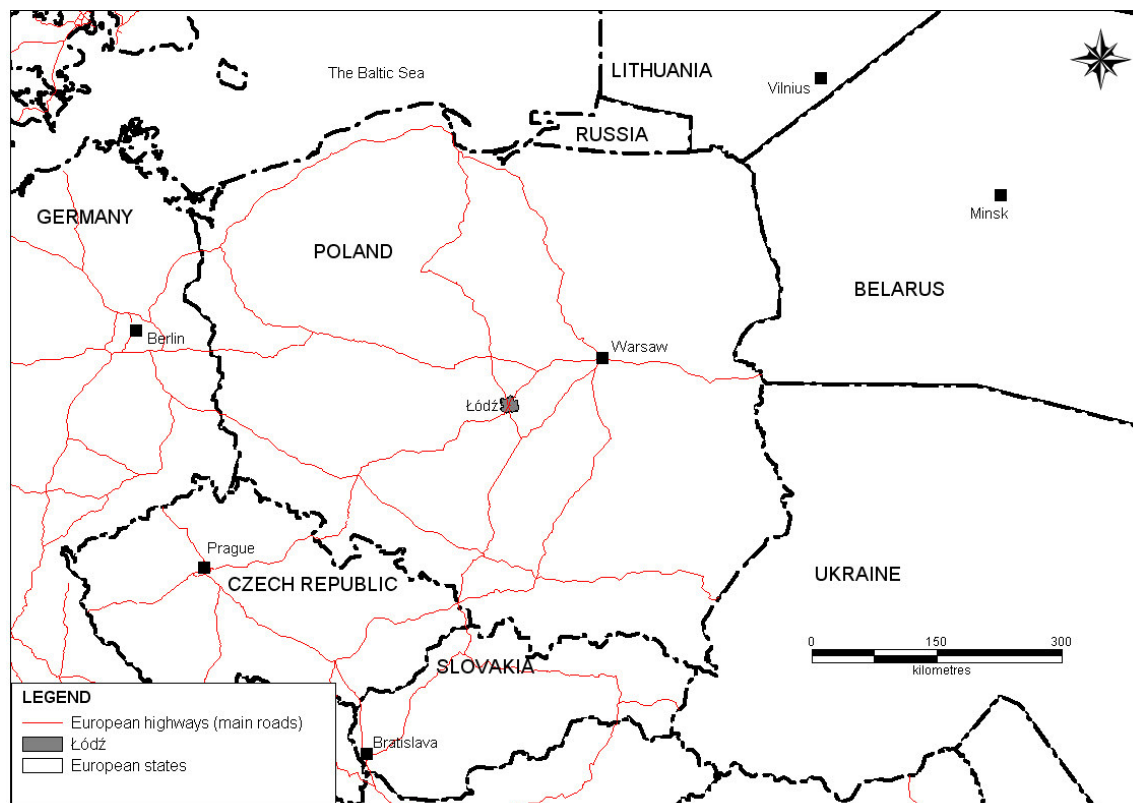 The Baltic Sea
LITHUANIA
Vilnius
RUSSIA
GERMANY
Minsk
POLAND
BELARUS
Berlin
Warsaw
Łódź
Prague
CZECH REPUBLIC
UKRAINE
0 150 300
kilometres
SLOVAKIA
Bratislava
LEGEND
European highways (main roads)
Łódź
European states